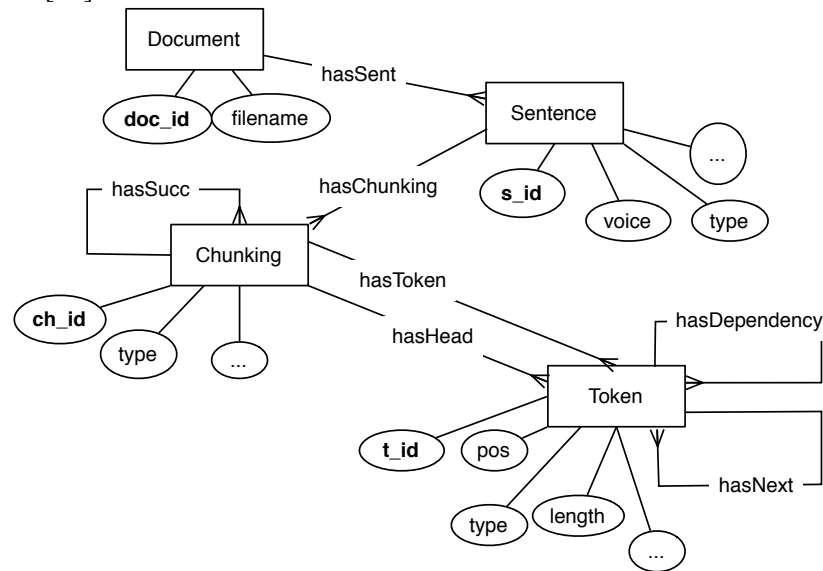 Document
hasSent
doc_id
filename
Sentence
...
hasChunking
s_id
hasSucc
voice
type
Chunking
hasToken
ch_id
hasDependency
type
hasHead
...
Token
t_id
pos
hasNext
type
length
...